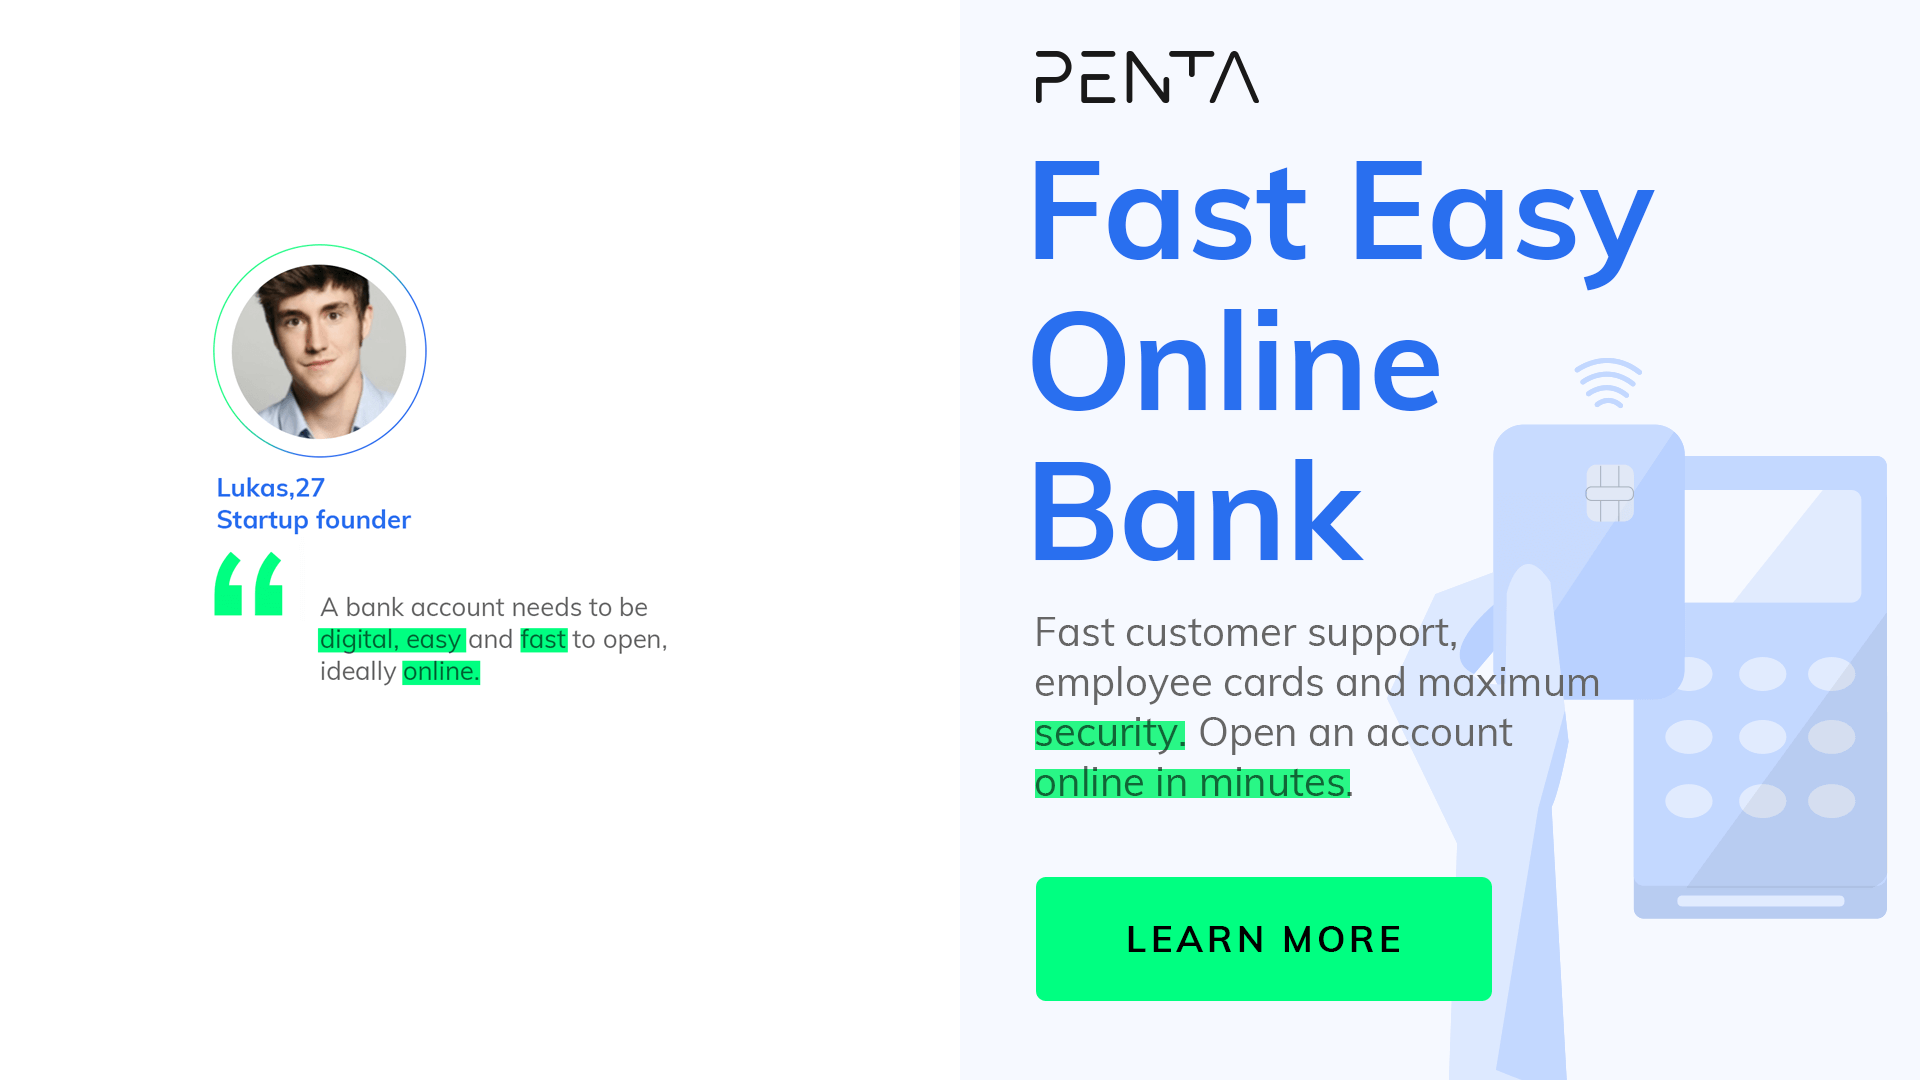 Lukas,27
Startup founder
“
A bank account needs to be
digital, easy and fast to open,
ideally online.
PENTA
Fast Easy
Online
Bank
Fast customer support,
employee cards and maximum
security. Open an account
online in minutes.
LEARN MORE